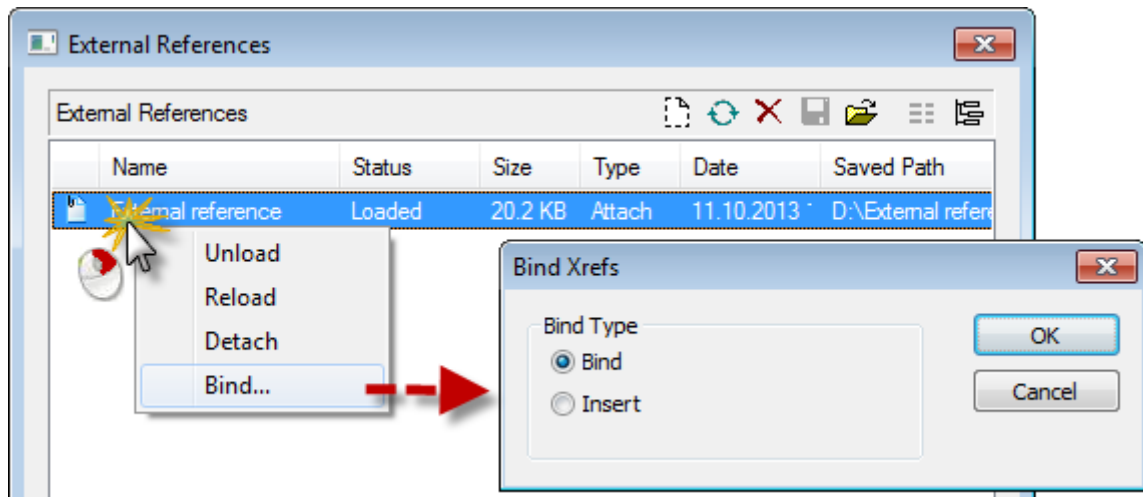 External References
External References
Name Status Size Type Date Saved Path
External reference Loaded 20.2 KB Attach 11.10.2013 D:\External refere
Unload
Reload
Detach
Bind...
Bind Xrefs
Bind Type
Bind
Insert
OK
Cancel